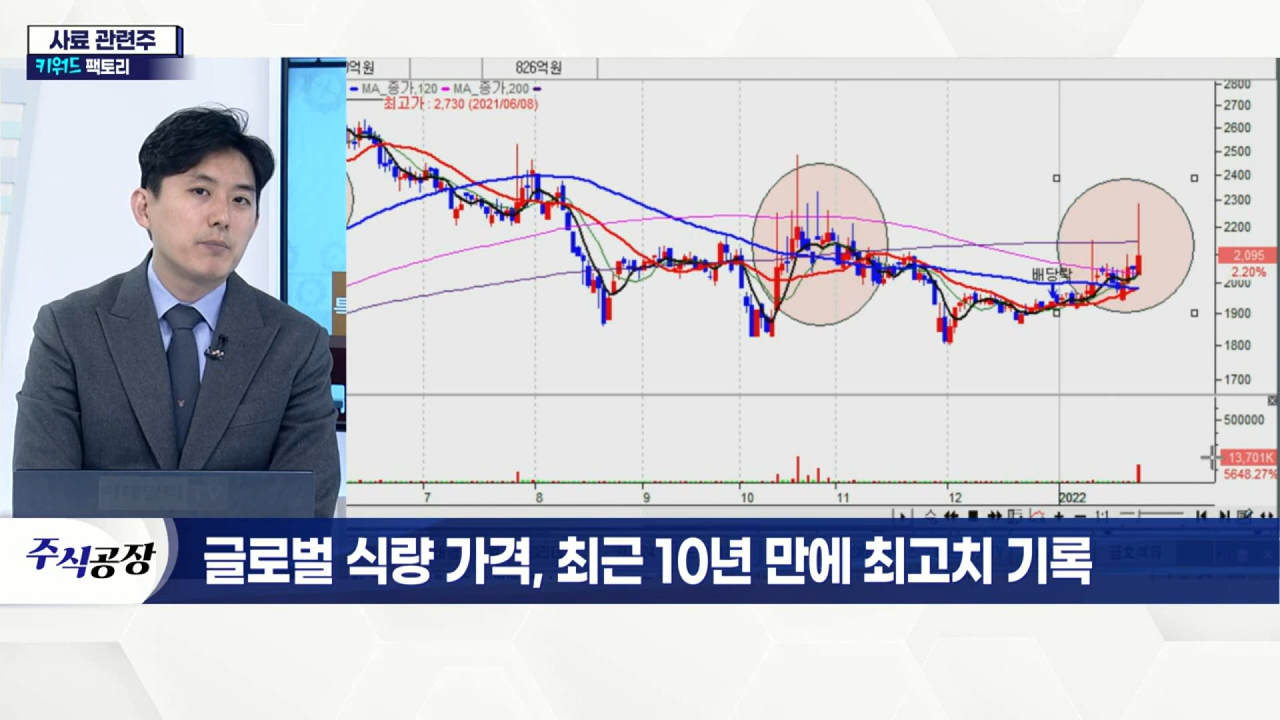 사료 관련주
키워드 팩토리
826억원
MA_종가,120 MA_종가,200
최고가 : 2,730 (2021/06/08)
2800
2700
2600
2500
2400
2300
2200
2,095
2.20%
2000
1900
1800
1700
배당락
500000
13,701K
5648.27%
7 8 9 10 11 12 2022
1:1
주식공장
글로벌 식량 가격, 최근 10년 만에 최고치 기록